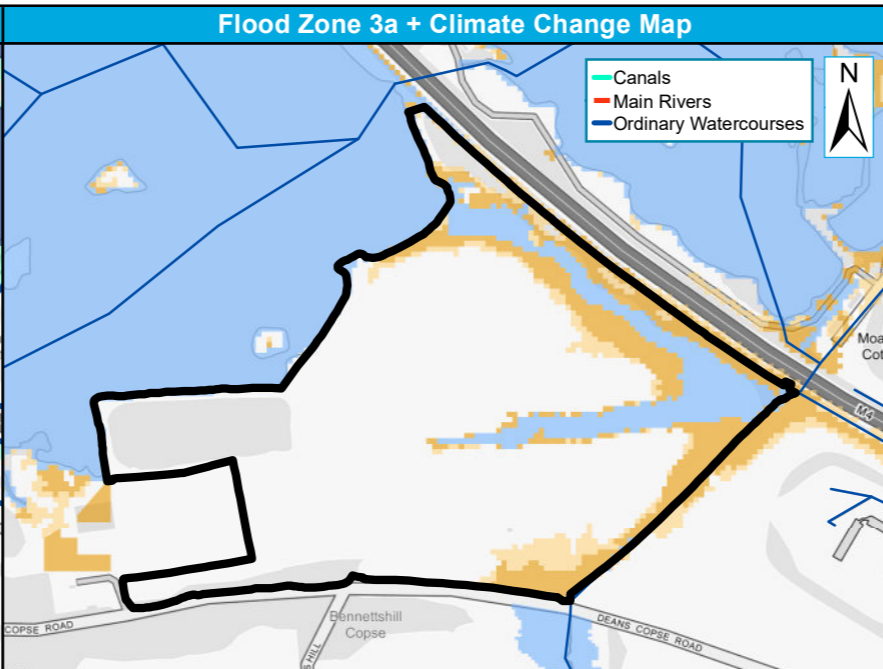 Flood Zone 3a + Climate Change Map
Canals
Main Rivers
Ordinary Watercourses
N
Moa
Cot
M4
Bennettshill
Copse
COPSE ROAD
S HILL
DEANS COPSE ROAD